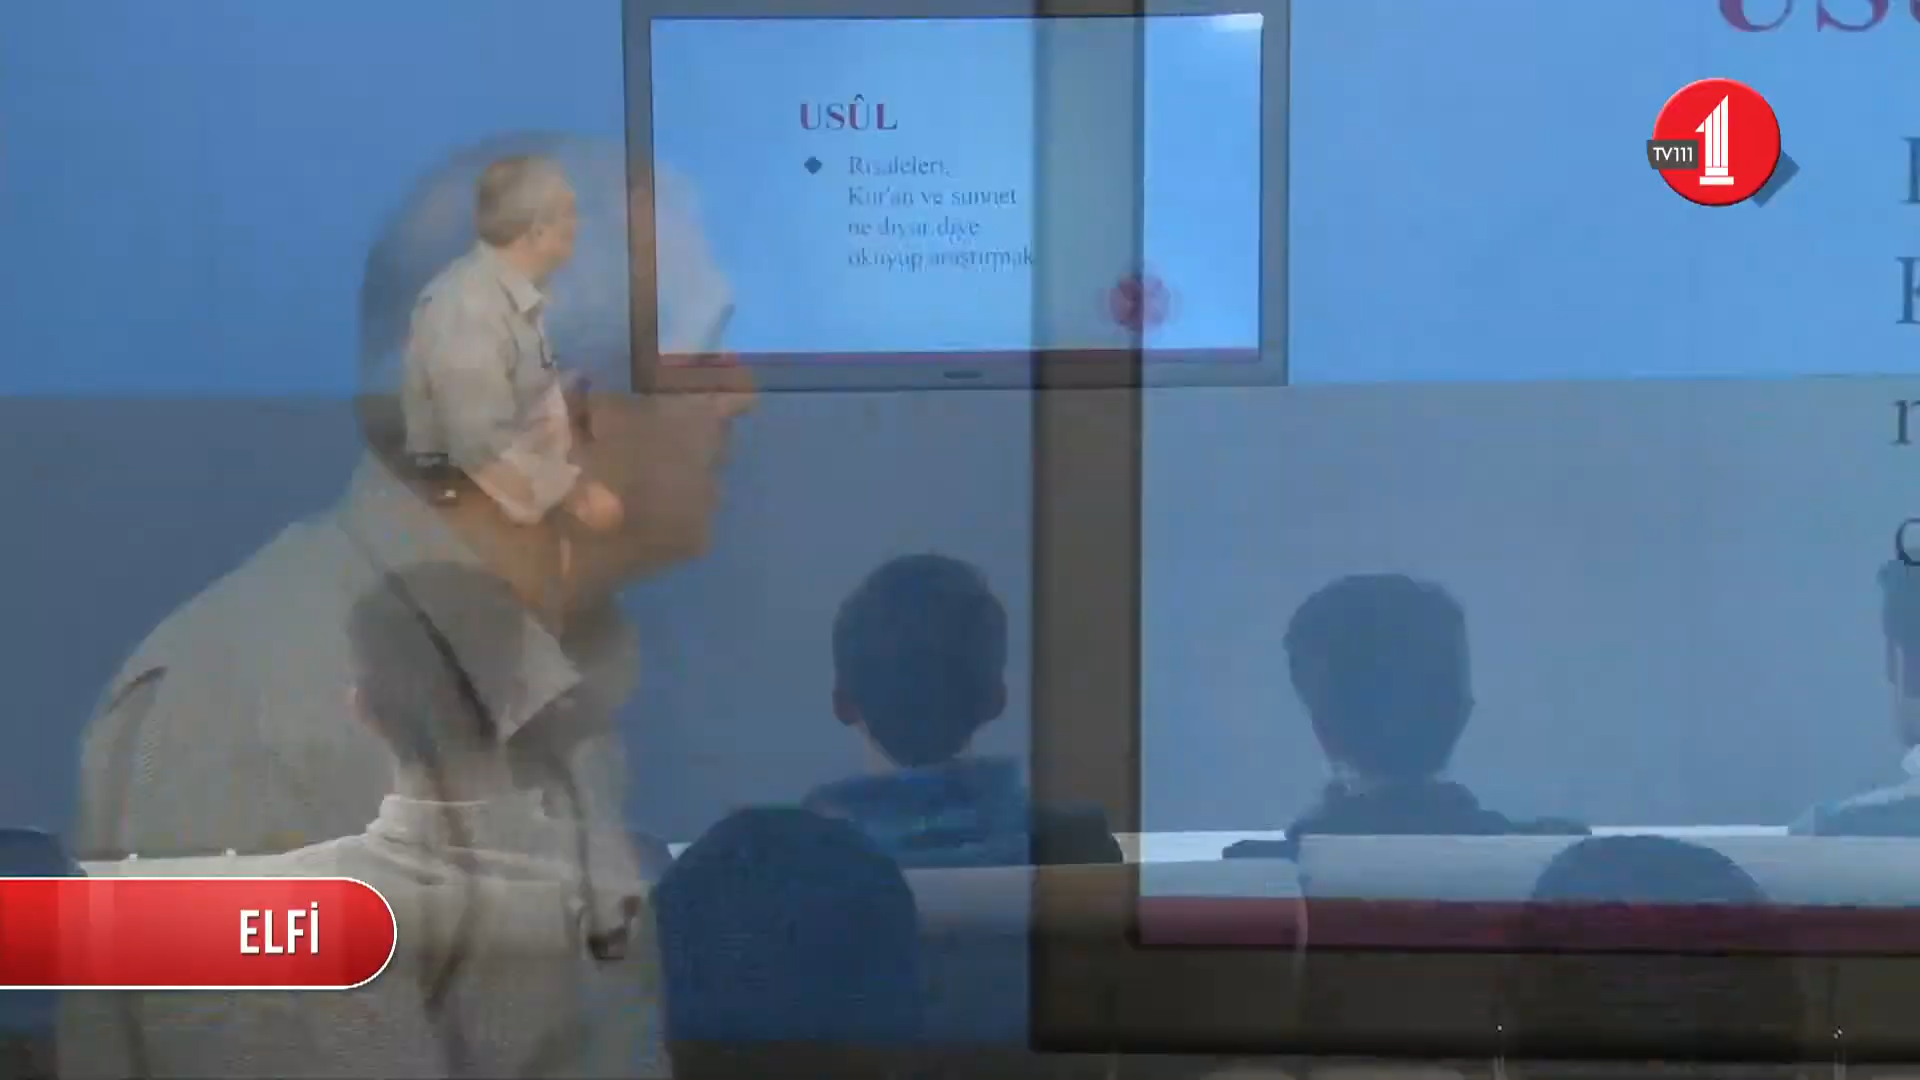 USÛL
Risaleleri,
Kur'an ve sünnet
ne diyor diye
okuyup araştırmak
TV111
ELFİ